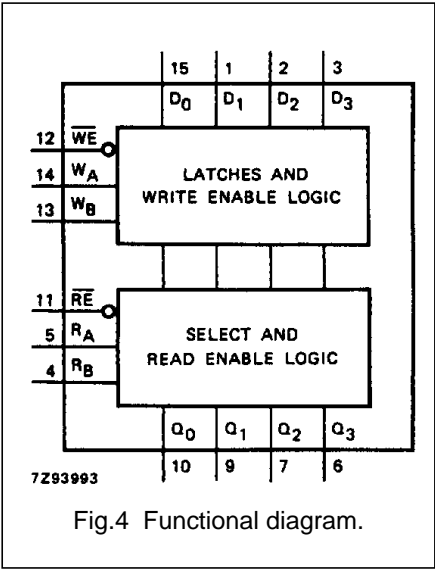 15 1 2 3
D0 D1 D2 D3
12 WE
14 WA
13 WB
LATCHES AND
WRITE ENABLE LOGIC
11 RE
5 RA
4 RB
SELECT AND
READ ENABLE LOGIC
Q0 Q1 Q2 Q3
10 9 7 6
7Z93993
Fig.4 Functional diagram.